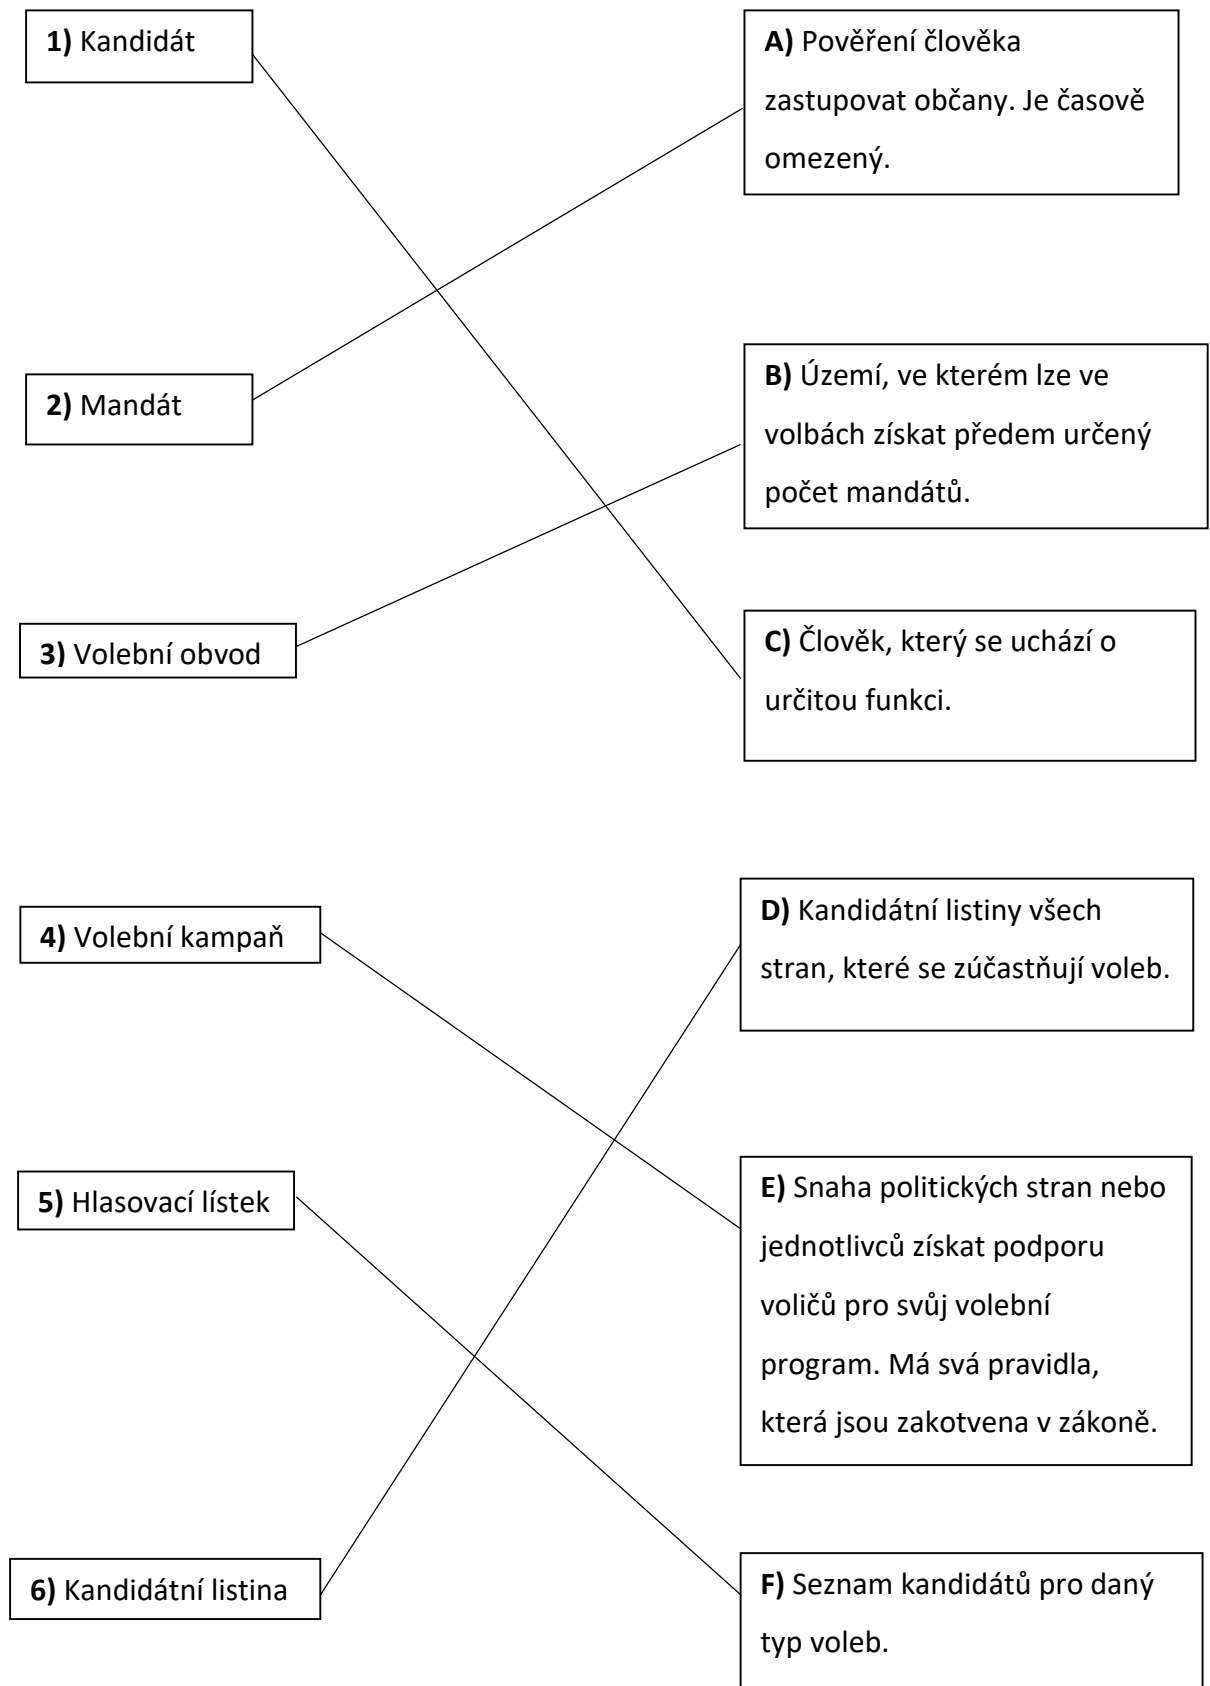 1) Kandidát
A) Pověření člověka
zastupovat občany. Je časově
omezený.
2) Mandát
B) Území, ve kterém lze ve
volbách získat předem určený
počet mandátů.
3) Volební obvod
C) Člověk, který se uchází o
určitou funkci.
4) Volební kampaň
D) Kandidátní listiny všech
stran, které se zúčastňují voleb.
5) Hlasovací lístek
E) Snaha politických stran nebo
jednotlivců získat podporu
voličů pro svůj volební
program. Má svá pravidla,
která jsou zakotvena v zákoně.
6) Kandidátní listina
F) Seznam kandidátů pro daný
typ voleb.